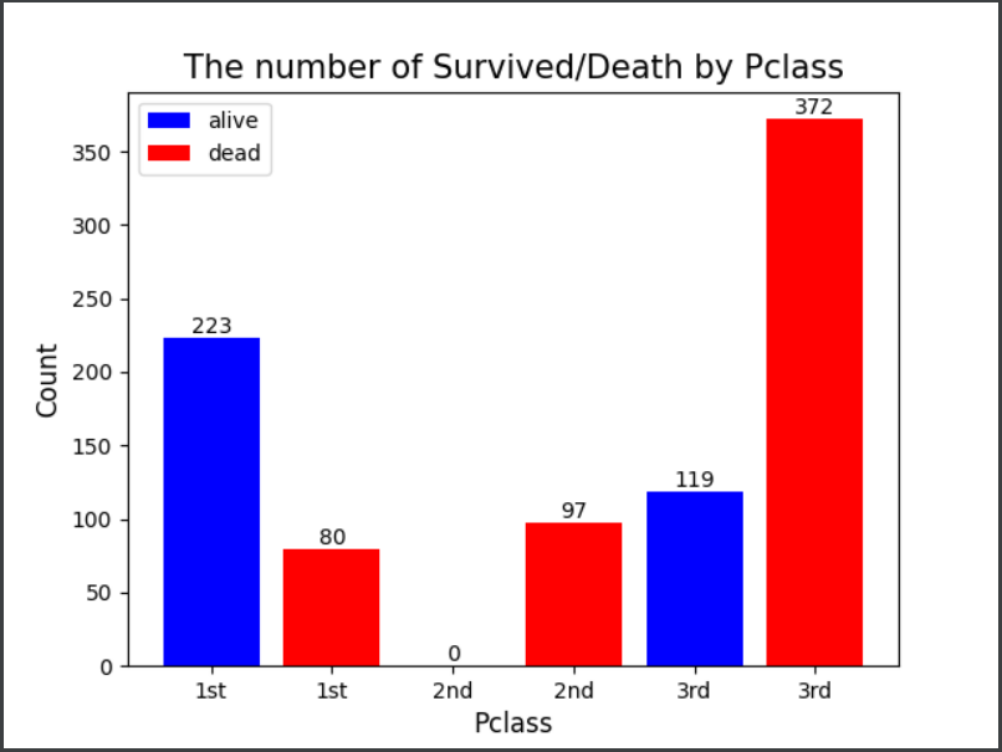 The number of Survived/Death by Pclass
alive
dead
Count
350
300
250
200
150
100
50
0
223
80
0
97
119
372
1st
1st
2nd
2nd
3rd
3rd
Pclass